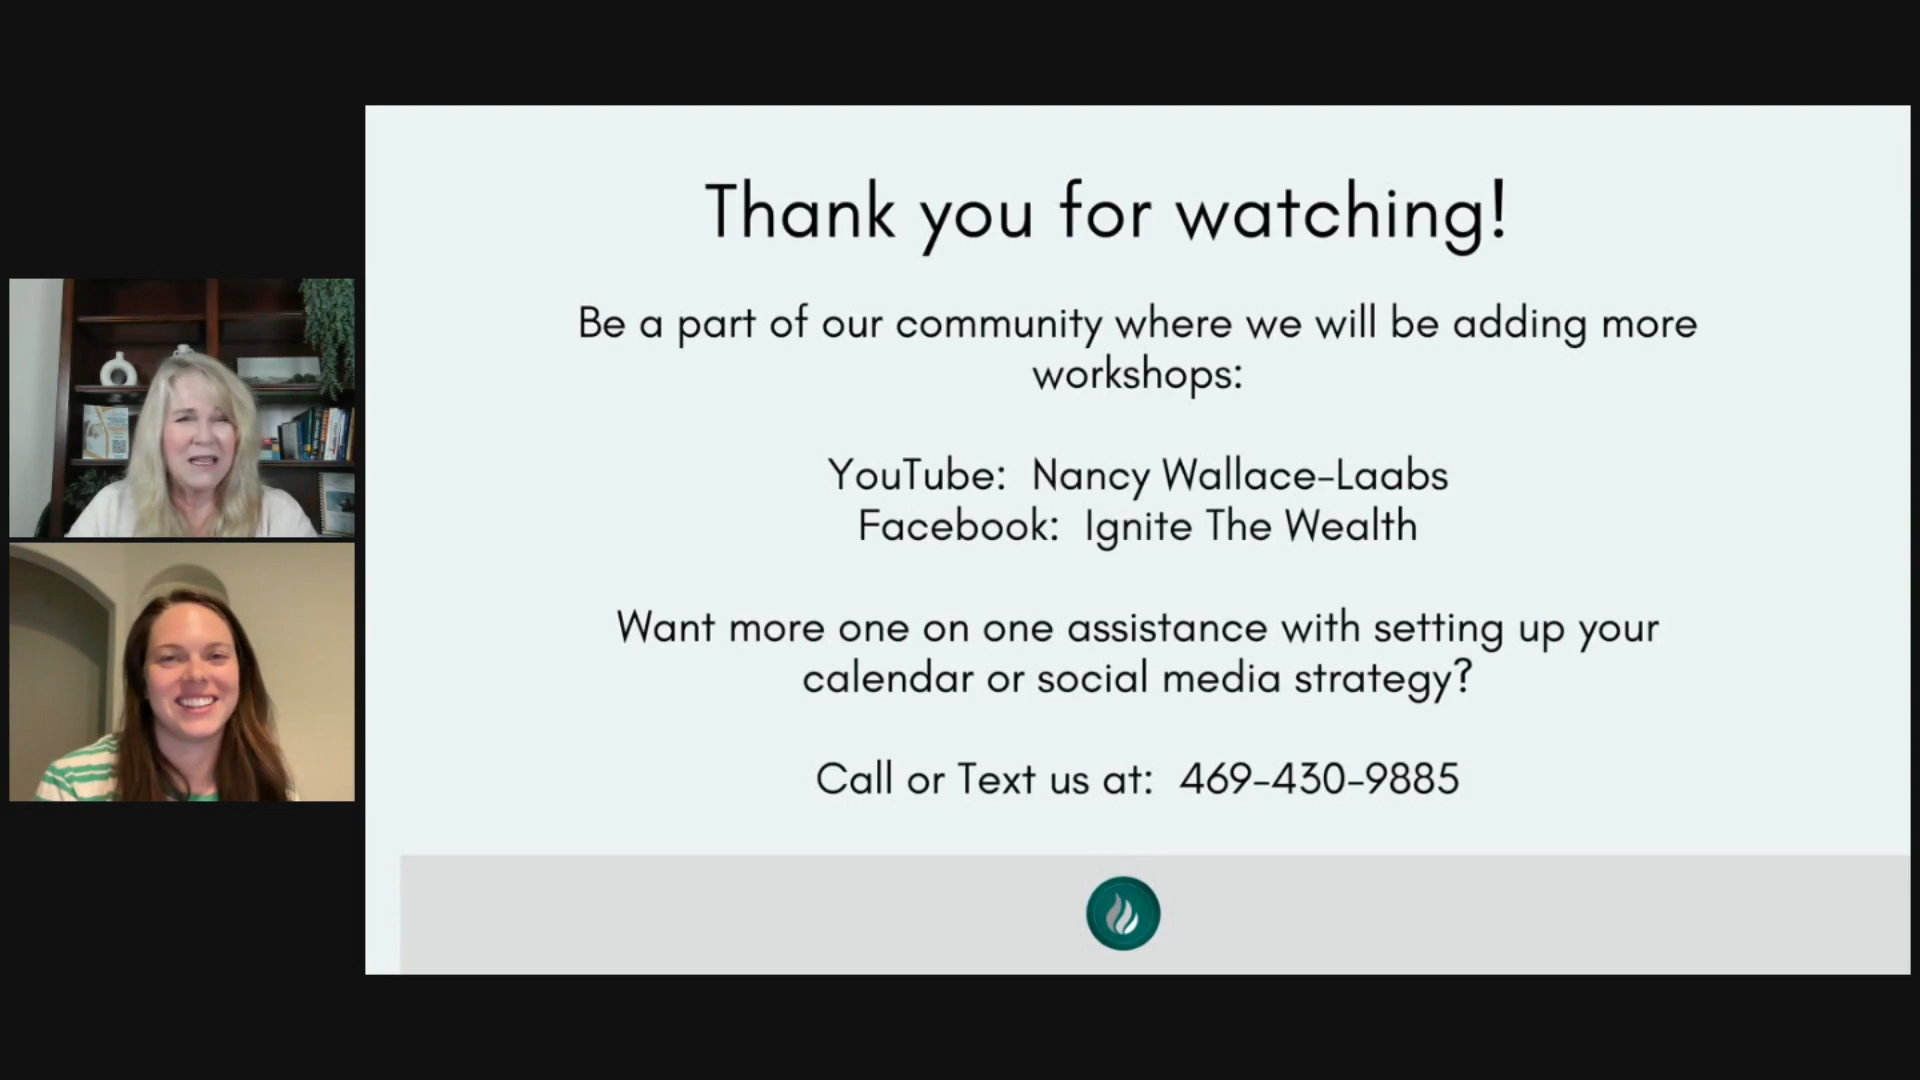 Thank you for watching!
Be a part of our community where we will be adding more
workshops:
YouTube: Nancy Wallace-Laabs
Facebook: Ignite The Wealth
Want more one on one assistance with setting up your
calendar or social media strategy?
Call or Text us at: 469-430-9885